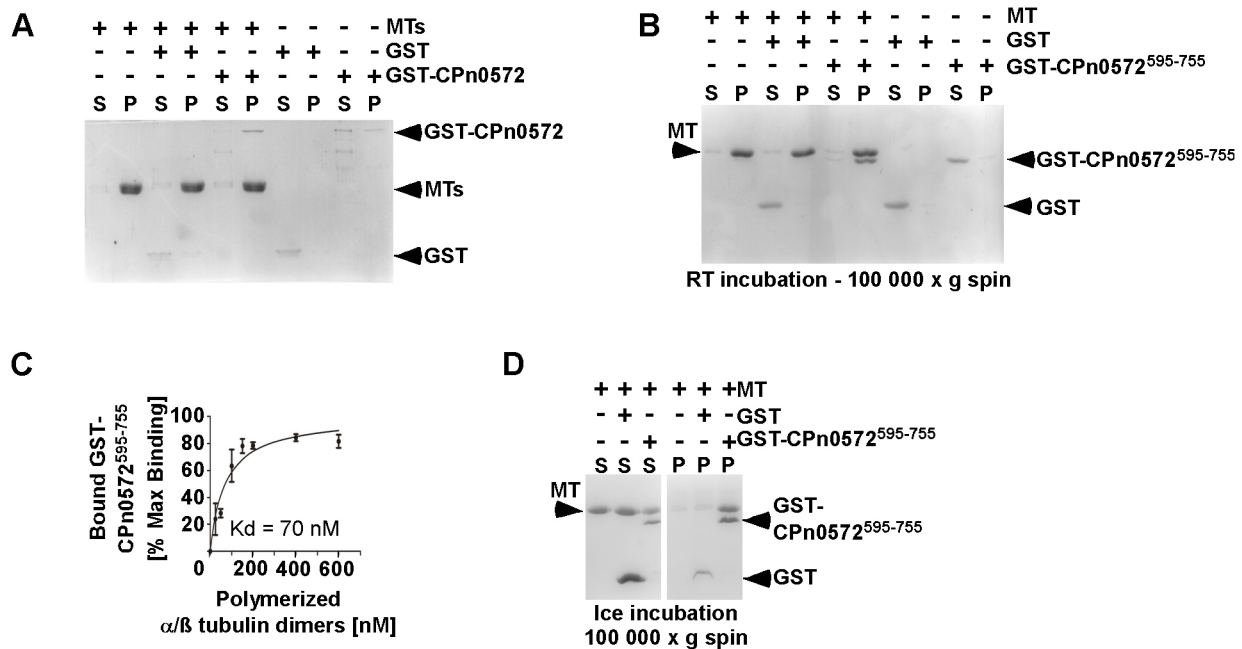 A
+ + + + + + - - - - MTs
- - + + - - + + - - GST
- - - - + + - - + + GST-CPn0572
S P S P S P S P S P
GST-CPn0572
MTs
GST
B
+ + + + + + - - - - MT
- - + + - - + + - - GST
- - - - + + - - + + GST-CPn0572595-755
S P S P S P S P S P
MT
GST-CPn0572595-755
GST
RT incubation - 100 000 x g spin
C
Bound GST-
CPn0572595-755
[% Max Binding]
100
80
60
40
20
Kd = 70 nM
0 200 400 600
Polymerized
α/ß tubulin dimers [nM]
D
+ + + + + + MT
- + - - + - GST
- - + - - + GST-CPn0572595-755
S S S P P P
MT
GST-
CPn0572595-755
GST
Ice incubation
100 000 x g spin